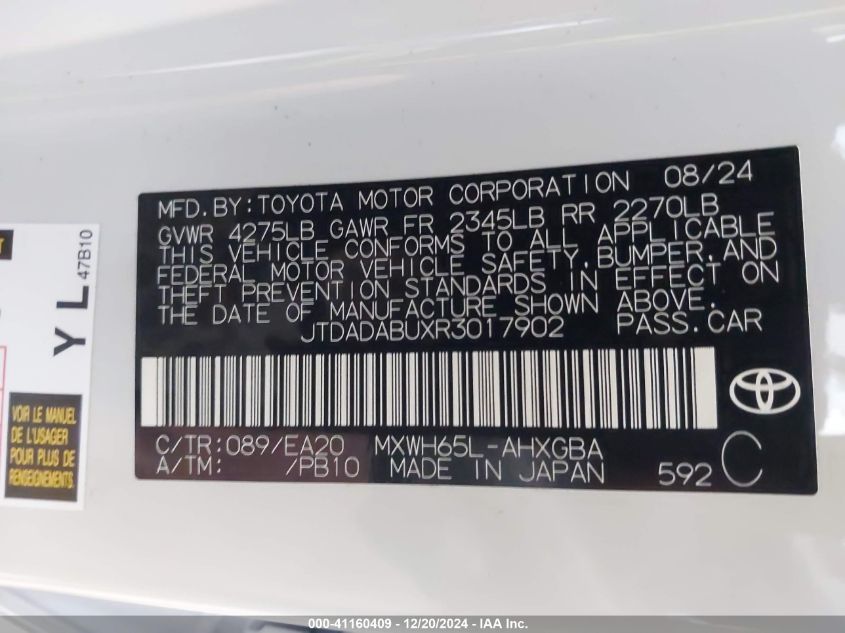 MFD. BY: TOYOTA MOTOR CORPORATION 08/24
GVWR 4275LB GAWR FR 2345LB RR 2270LB
THIS VEHICLE CONFORMS TO ALL APPLICABLE
FEDERAL MOTOR VEHICLE SAFETY, BUMPER, AND
THEFT PREVENTION STANDARDS IN EFFECT ON
THE DATE OF MANUFACTURE SHOWN ABOVE.
JTDADABUXR3017902 PASS.CAR
C/TR:089/EA20 MXWH65L-AHXGBA
A/TM: /PB10 MADE IN JAPAN 592 C
YL
47B10
VOIR LE MANUEL
DE L'USAGER
POUR PLUS DE
RENSEIGNEMENTS.
000-41160409 - 12/20/2024 - IAA Inc.